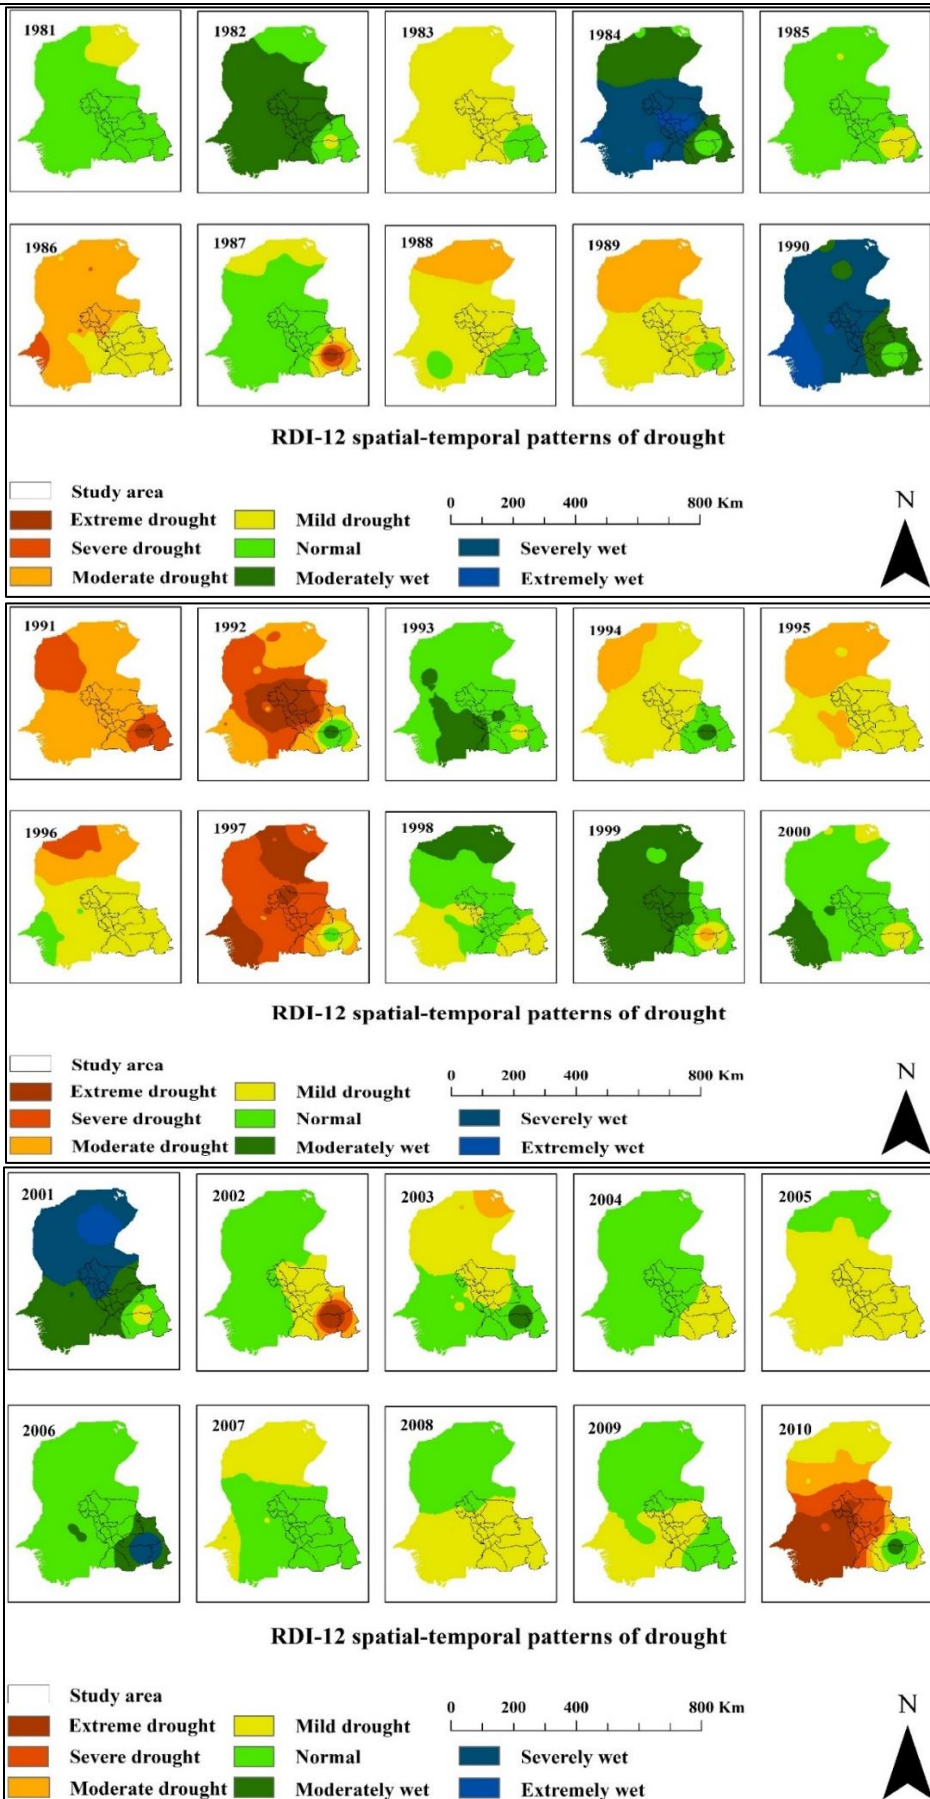 1981 1982 1983 1984 1985
1986 1987 1988 1989 1990
RDI-12 spatial-temporal patterns of drought
Study area
Extreme drought Mild drought 0 200 400 800 Km N
Severe drought Normal Severely wet
Moderate drought Moderately wet Extremely wet
1991 1992 1993 1994 1995
1996 1997 1998 1999 2000
RDI-12 spatial-temporal patterns of drought
Study area
Extreme drought Mild drought 0 200 400 800 Km N
Severe drought Normal Severely wet
Moderate drought Moderately wet Extremely wet
2001 2002 2003 2004 2005
2006 2007 2008 2009 2010
RDI-12 spatial-temporal patterns of drought
Study area
Extreme drought Mild drought 0 200 400 800 Km N
Severe drought Normal Severely wet
Moderate drought Moderately wet Extremely wet